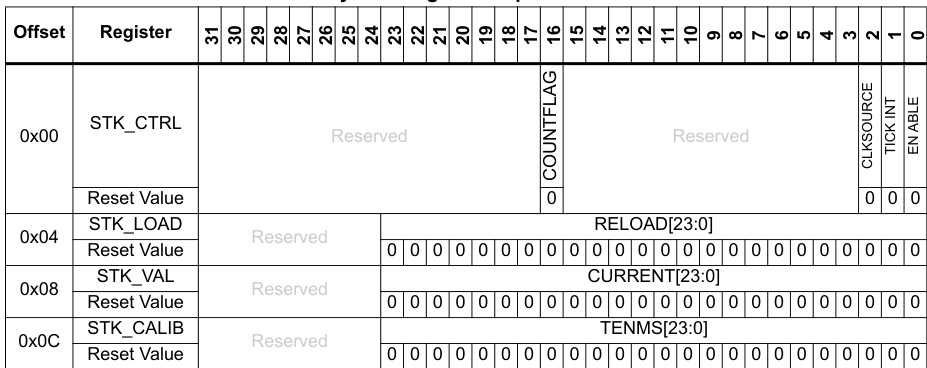 Offset Register 31 30 29 28 27 26 25 24 23 22 21 20 19 18 17 16 15 14 13 12 11 10 9 8 7 6 5 4 3 2 1 0
0x00 STK_CTRL Reserved COUNTFLAG Reserved CLKSOURCE TICK INT EN ABLE
Reset Value 0 0 0 0
0x04 STK_LOAD Reserved RELOAD[23:0]
Reset Value 0 0 0 0 0 0 0 0 0 0 0 0 0 0 0 0 0 0 0 0 0 0 0 0
0x08 STK_VAL Reserved CURRENT[23:0]
Reset Value 0 0 0 0 0 0 0 0 0 0 0 0 0 0 0 0 0 0 0 0 0 0 0 0
0x0C STK_CALIB Reserved TENMS[23:0]
Reset Value 0 0 0 0 0 0 0 0 0 0 0 0 0 0 0 0 0 0 0 0 0 0 0 0